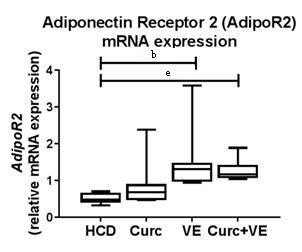 Adiponectin Receptor 2 (AdipoR2)
mRNA expression
b
e
AdipoR2
(relative mRNA expression)
4
3
2
1
0
HCD Curc VE Curc+VE